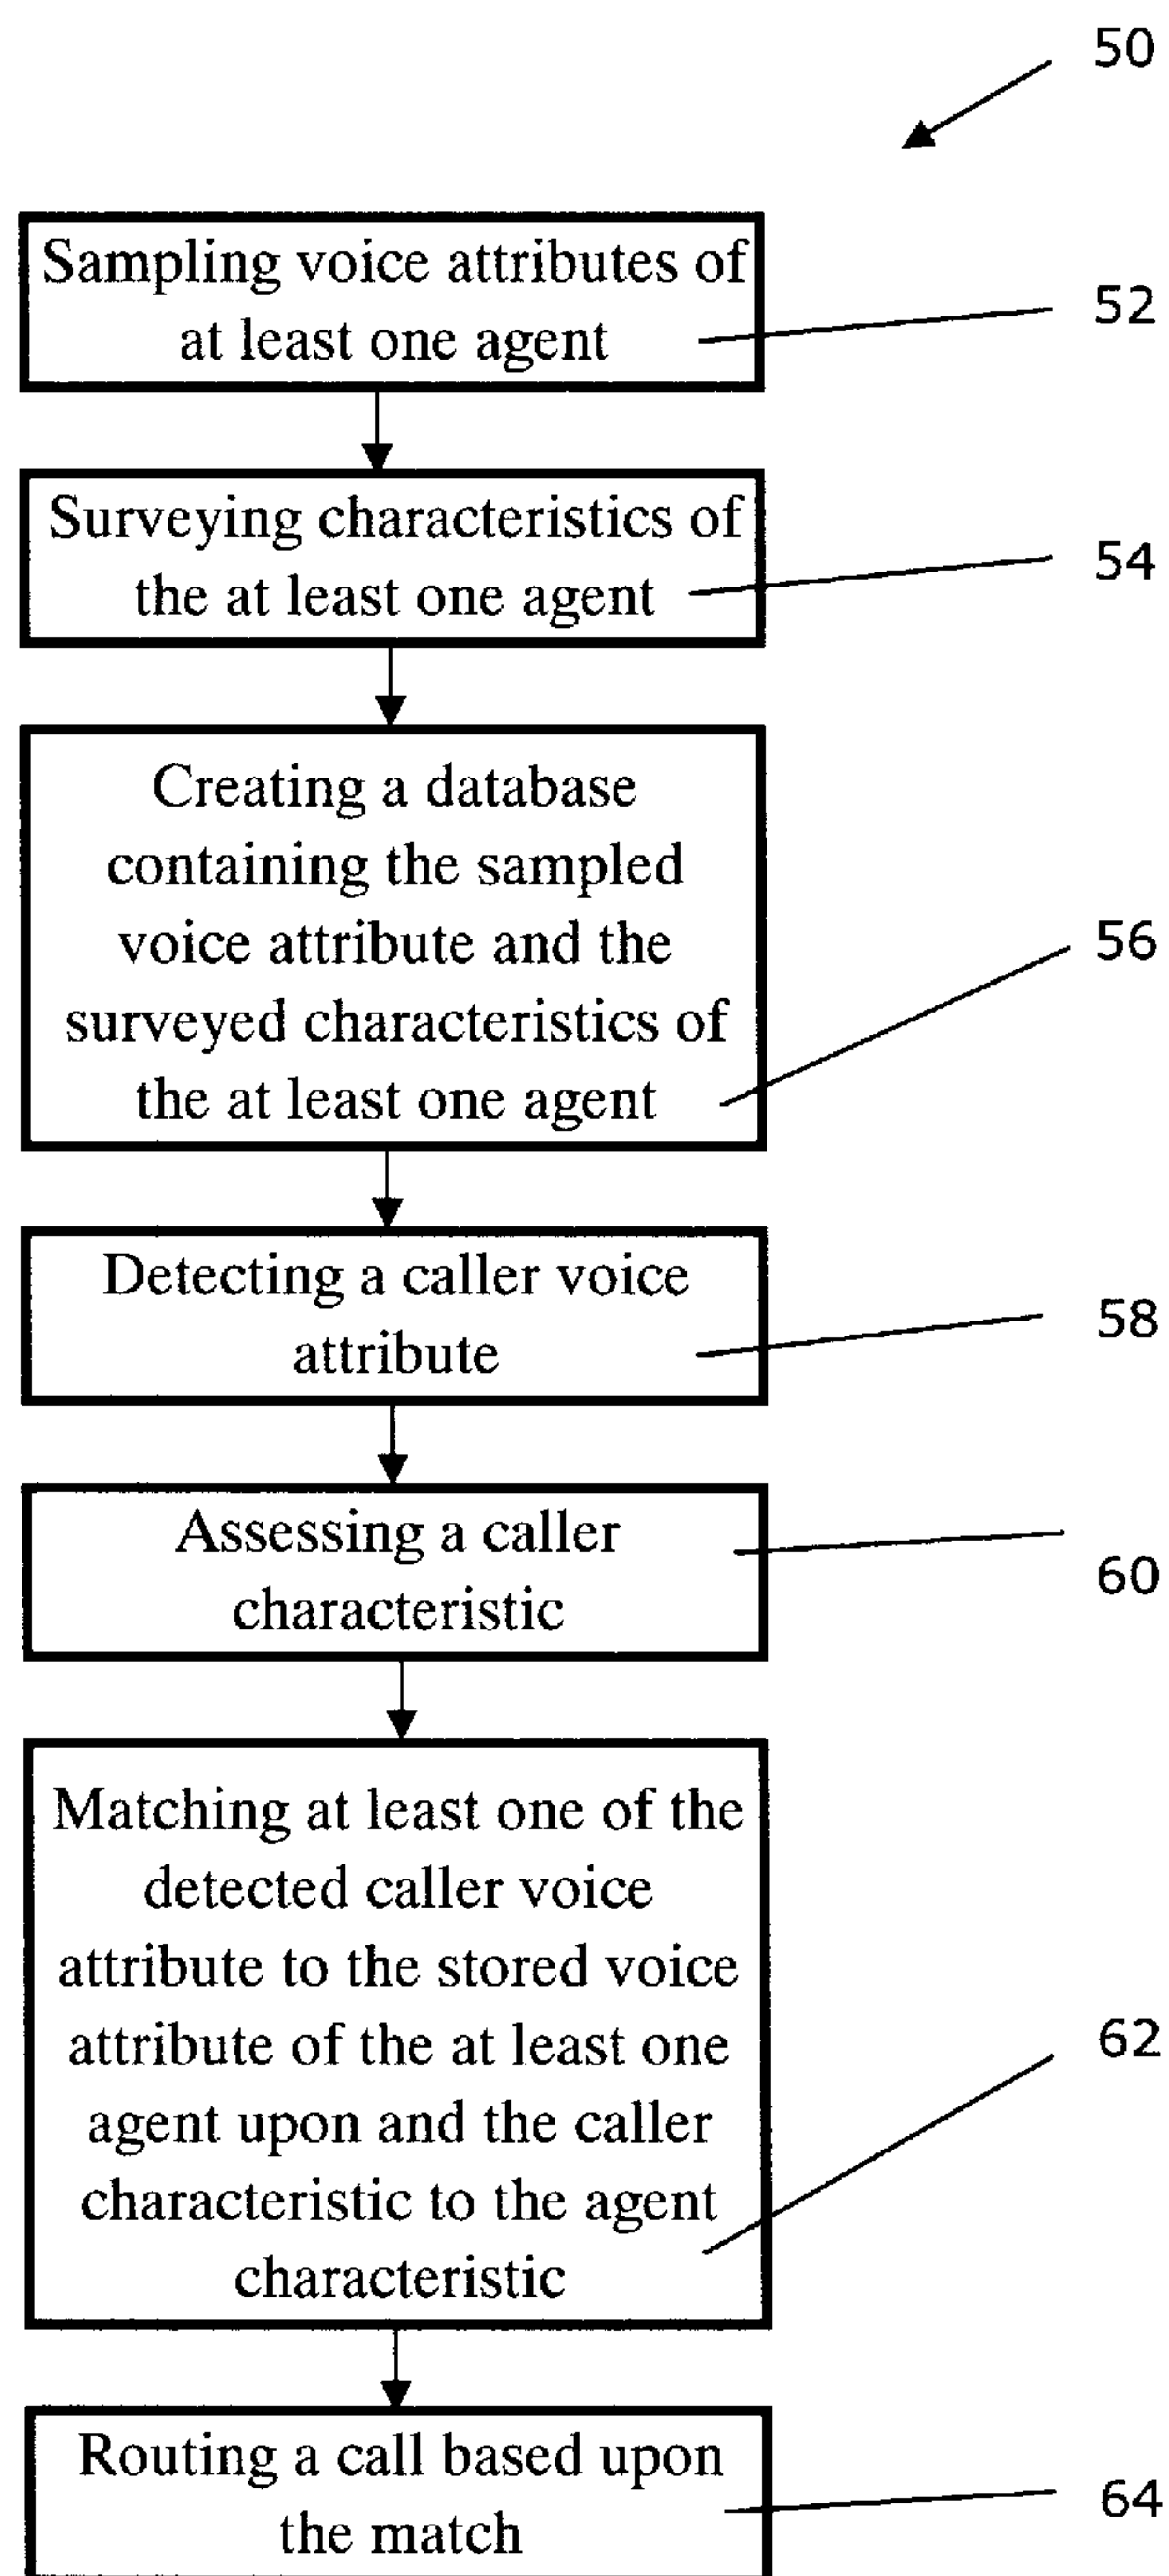 50
Sampling voice attributes of
at least one agent
52
Surveying characteristics of
the at least one agent
54
Creating a database
containing the sampled
voice attribute and the
surveyed characteristics of
the at least one agent
56
Detecting a caller voice
attribute
58
Assessing a caller
characteristic
60
Matching at least one of the
detected caller voice
attribute to the stored voice
attribute of the at least one
agent upon and the caller
characteristic to the agent
characteristic
62
Routing a call based upon
the match
64